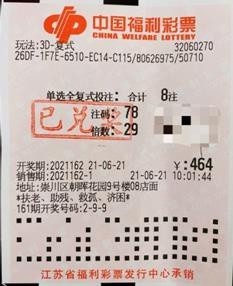 中国福利彩票
CHINA WELFARE LOTTERY
玩法:3D-复式 32060270
26DF-1F7E-6510-EC14-C115/80626975/50710
单选全复式投注: 合计 8注
注码: 78
倍数: 29
已兑奖
开奖期:2021162 21-06-21 ¥:464
销售期:2021162-1 21-06-21 10:01:44
地址:崇川区朝晖花园9号楼08店面
*扶老、助残、救孤、济困*
161期开奖号码:2-9-9
江苏省福利彩票发行中心承销